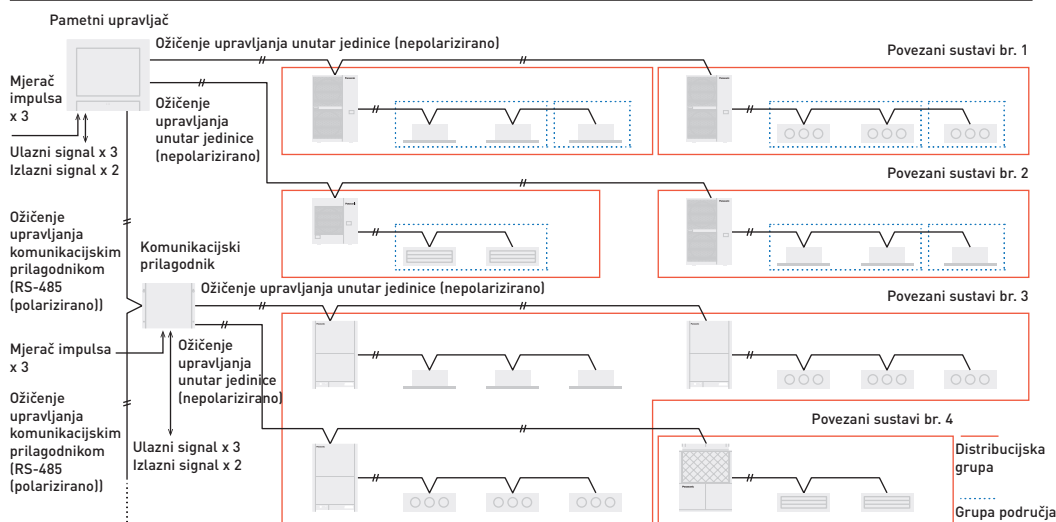 Pametni upravljač
Ožičenje upravljanja unutar jedinice (nepolarizirano)
Povezani sustavi br. 1
Mjerač
impulsa
x 3
Ožičenje
upravljanja
unutar jedinice
(nepolarizirano)
Ulazni signal x 3
Izlazni signal x 2
Povezani sustavi br. 2
Ožičenje
upravljanja
komunikacijskim
prilagodnikom
(RS-485
(polarizirano))
Komunikacijski
prilagodnik
Ožičenje upravljanja unutar jedinice (nepolarizirano)
Povezani sustavi br. 3
Mjerač impulsa
x 3
Ožičenje
upravljanja
unutar jedinice
(nepolarizirano)
Ožičenje
upravljanja
komunikacijskim
prilagodnikom
(RS-485
(polarizirano))
Ulazni signal x 3
Izlazni signal x 2
Povezani sustavi br. 4
Distribucijska
grupa
Grupa područja